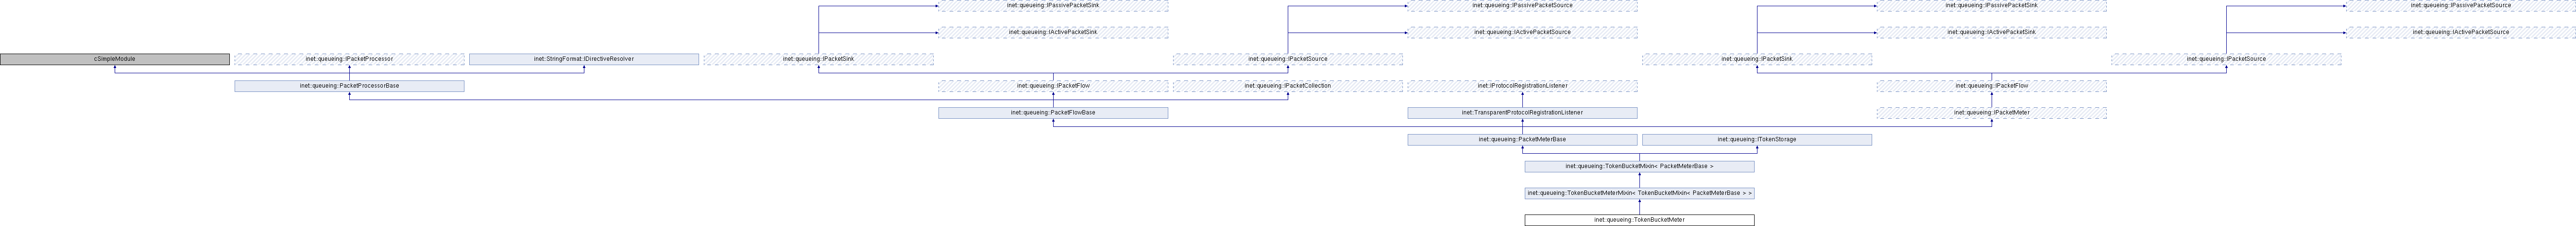 inet::queueing::IPassivePacketSink
inet::queueing::IPassivePacketSource
inet::queueing::IPassivePacketSink
inet::queueing::IPassivePacketSource
inet::queueing::IActivePacketSink
inet::queueing::IActivePacketSource
inet::queueing::IActivePacketSink
inet::queueing::IActivePacketSource
cSimpleModule
inet::queueing::IPacketProcessor
inet::StringFormat::IDirectiveResolver
inet::queueing::IPacketSink
inet::queueing::IPacketSource
inet::queueing::IPacketSink
inet::queueing::IPacketSource
inet::queueing::PacketProcessorBase
inet::queueing::IPacketFlow
inet::queueing::IPacketCollection
inet::IProtocolRegistrationListener
inet::queueing::IPacketFlow
inet::queueing::PacketFlowBase
inet::TransparentProtocolRegistrationListener
inet::queueing::IPacketMeter
inet::queueing::PacketMeterBase
inet::queueing::ITokenStorage
inet::queueing::TokenBucketMixin< PacketMeterBase >
inet::queueing::TokenBucketMeterMixin< TokenBucketMixin< PacketMeterBase > >
inet::queueing::TokenBucketMeter